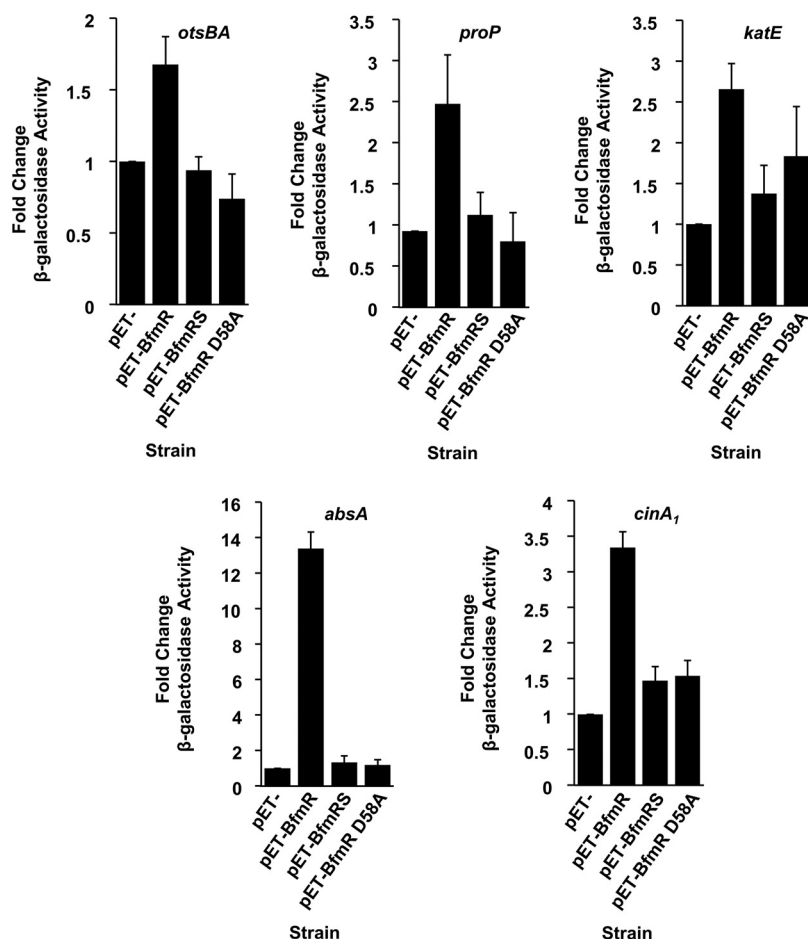 otsBA
Fold Change
β-galactosidase Activity
2
1.5
1
0.5
0
pET-
pET-BfmR
pET-BfmRS
pET-BfmR D58A
Strain
proP
Fold Change
β-galactosidase Activity
3.5
3
2.5
2
1.5
1
0.5
0
pET-
pET-BfmR
pET-BfmRS
pET-BfmR D58A
Strain
katE
Fold Change
β-galactosidase Activity
3.5
3
2.5
2
1.5
1
0.5
0
pET-
pET-BfmR
pET-BfmRS
pET-BfmR D58A
Strain
absA
Fold Change
β-galactosidase Activity
16
14
12
10
8
6
4
2
0
pET-
pET-BfmR
pET-BfmRS
pET-BfmR D58A
Strain
cinA₁
Fold Change
β-galactosidase Activity
4
3.5
3
2.5
2
1.5
1
0.5
0
pET-
pET-BfmR
pET-BfmRS
pET-BfmR D58A
Strain